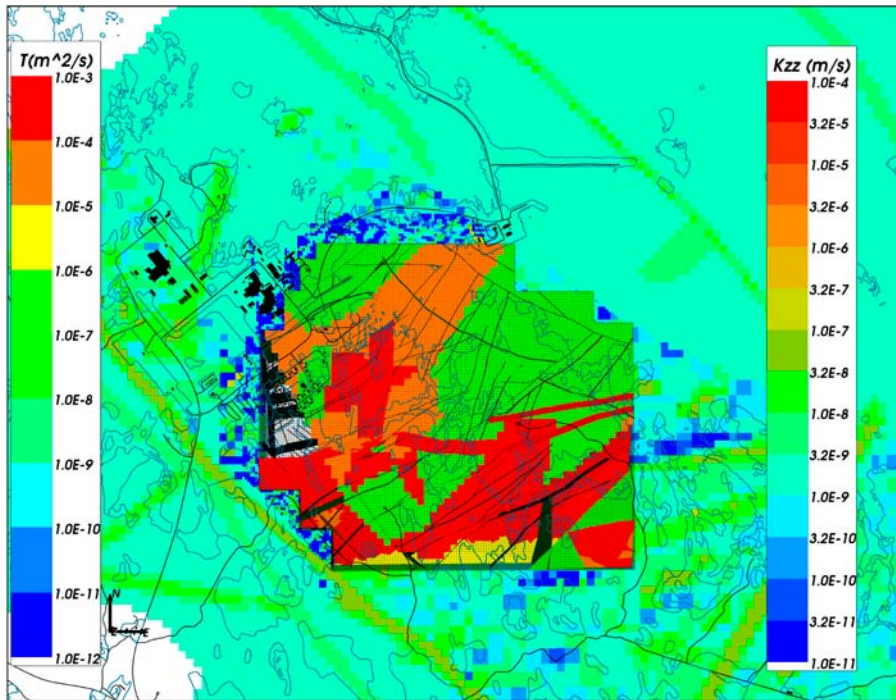 T(m^2/s)
1.0E-3
1.0E-4
1.0E-5
1.0E-6
1.0E-7
1.0E-8
1.0E-9
1.0E-10
1.0E-11
1.0E-12
Kzz (m/s)
1.0E-4
3.2E-5
1.0E-5
3.2E-6
1.0E-6
3.2E-7
1.0E-7
3.2E-8
1.0E-8
3.2E-9
1.0E-9
3.2E-10
1.0E-10
3.2E-11
1.0E-11
N
E